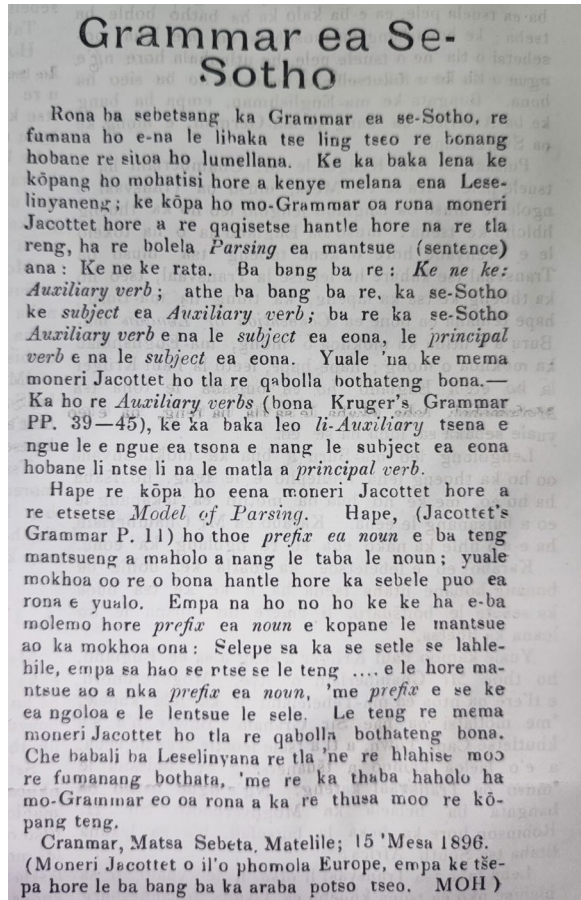 Grammar ea Se-
Sotho
Rona ba sebetsang ka Grammar ea se-Sotho, re
fumana ho e-na le libaka tse ling tseo re bonang
hobane re sitoa ho lumellana. Ke ka baka lena ke
kōpang ho mohatisi hore a kenye melana ena Lese-
linyaneng; ke kōpa ho mo-Grammar oa rona moneri
Jacottet hore a re qaqisetse hantle hore na re tla
reng, ha re bolela Parsing ea mantsue (sentence)
ana: Ke ne ke rata. Ba bang ba re: Ke ne ke:
Auxiliary verb; athe ba bang ba re, ka se-Sotho
ke subject ea Auxiliary verb; ba re ka se-Sotho
Auxiliary verb e na le subject ea eona, le principal
verb e na le subject ea eona. Yuale 'na ke mema
moneri Jacottet ho tla re qabolla bothateng bona.—
Ka ho re Auxiliary verbs (bona Kruger's Grammar
PP. 39—45), ke ka baka leo li-Auxiliary tsena e
ngue le e ngue ea tsona e nang le subject ea eona
hobane li ntse li na le matla a principal verb.
Hape re kōpa ho eena moneri Jacottet hore a
re etsetse Model of Parsing. Hape, (Jacottet's
Grammar P. 11) ho thoe prefix ea noun e ba teng
mantsueng a maholo a nang le taba le noun; yuale
mokhoa oo re o bona hantle hore ka sebele puo ea
rona e yualo. Empa na ho no ho ke ke ha e-ba
molemo hore prefix ea noun e kopane le mantsue
ao ka mokhoa ona: Selepe sa ka se setle se lahle-
hile, empa sa hao se ntse se le teng .... e le hore ma-
ntsue ao a nka prefix ea noun, 'me prefix e se ke
ea ngoloa e le lentsue le sele. Le teng re mema
moneri Jacottet ho tla re qabolla bothateng bona.
Che babali ba Leselinyana re tla 'ne re hlahise moo
re fumanang bothata, 'me re ka thaba haholo ha
mo-Grammar eo oa rona a ka re thusa moo re kō-
pang teng.
Cranmar, Matsa Sebeta, Matelile; 15 'Mesa 1896.
(Moneri Jacottet o il'o phomola Europe, empa ke tše-
pa hore le ba bang ba ka araba potso tseo. MOH)